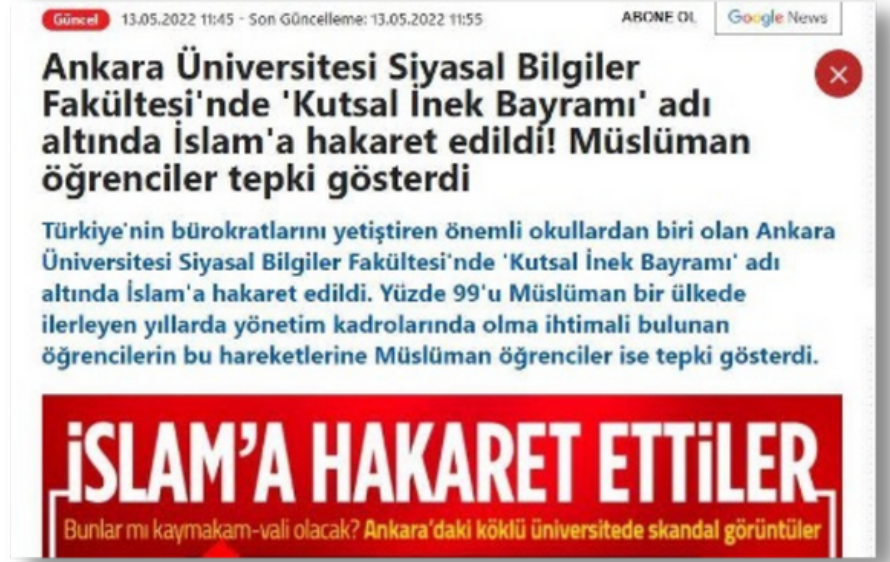 Güncel 13.05.2022 11:45 - Son Güncelleme: 13.05.2022 11:55 ABONE OL Google News
Ankara Üniversitesi Siyasal Bilgiler
Fakültesi'nde 'Kutsal İnek Bayramı' adı
altında İslam'a hakaret edildi! Müslüman
öğrenciler tepki gösterdi
Türkiye'nin bürokratlarını yetiştiren önemli okullardan biri olan Ankara
Üniversitesi Siyasal Bilgiler Fakültesi'nde 'Kutsal İnek Bayramı' adı
altında İslam'a hakaret edildi. Yüzde 99'u Müslüman bir ülkede
ilerleyen yıllarda yönetim kadrolarında olma ihtimali bulunan
öğrencilerin bu hareketlerine Müslüman öğrenciler ise tepki gösterdi.
İSLAM'A HAKARET ETTİLER
Bunlar mı kaymakam-vali olacak? Ankara'daki köklü üniversitede skandal görüntüler